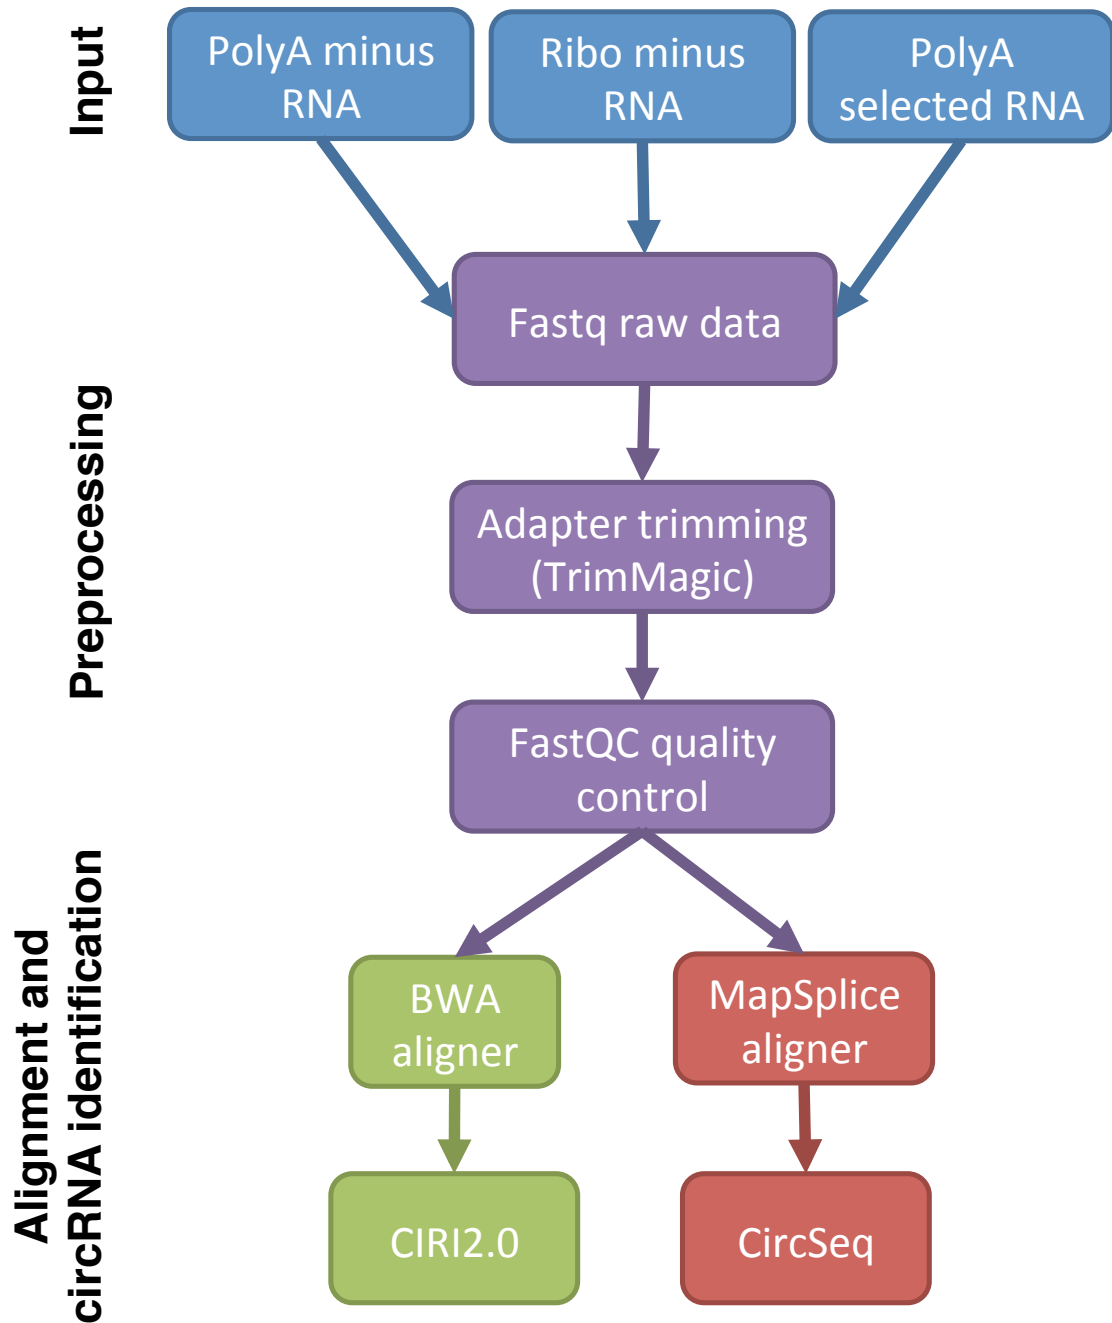 Input
PolyA minus
RNA
Ribo minus
RNA
PolyA
selected RNA
Preprocessing
Fastq raw data
Adapter trimming
(TrimMagic)
FastQC quality
control
Alignment and
circRNA identification
BWA
aligner
MapSplice
aligner
CIRI2.0
CircSeq